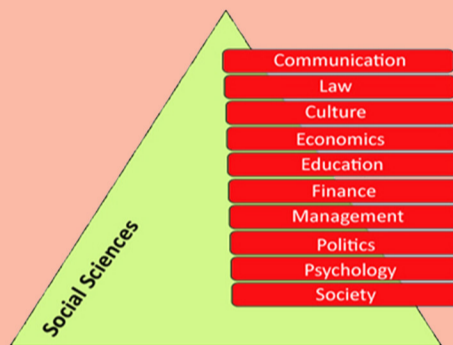 Communication
Law
Culture
Economics
Education
Finance
Management
Politics
Psychology
Society
Social Sciences